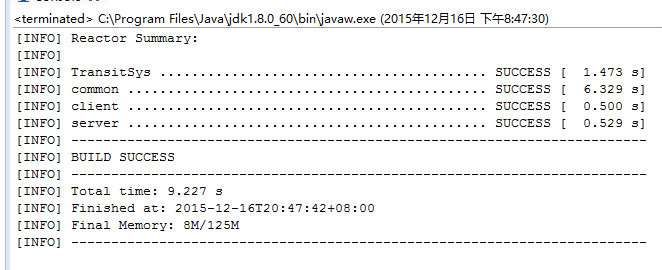 <terminated> C:\Program Files\Java\jdk1.8.0_60\bin\javaw.exe (2015年12月16日 下午8:47:30)
[INFO] Reactor Summary:
[INFO]
[INFO] TransitSys ......................................... SUCCESS [  1.473 s]
[INFO] common ............................................. SUCCESS [  6.329 s]
[INFO] client ............................................. SUCCESS [  0.500 s]
[INFO] server ............................................. SUCCESS [  0.529 s]
[INFO] ------------------------------------------------------------------------
[INFO] BUILD SUCCESS
[INFO] ------------------------------------------------------------------------
[INFO] Total time: 9.227 s
[INFO] Finished at: 2015-12-16T20:47:42+08:00
[INFO] Final Memory: 8M/125M
[INFO] ------------------------------------------------------------------------